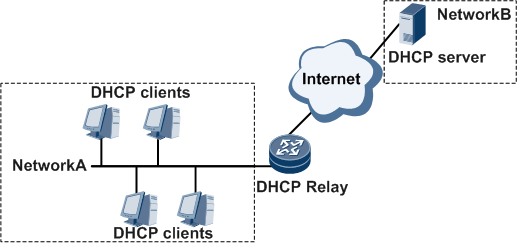 NetworkB
DHCP server
Internet
DHCP clients
NetworkA
DHCP Relay
DHCP clients